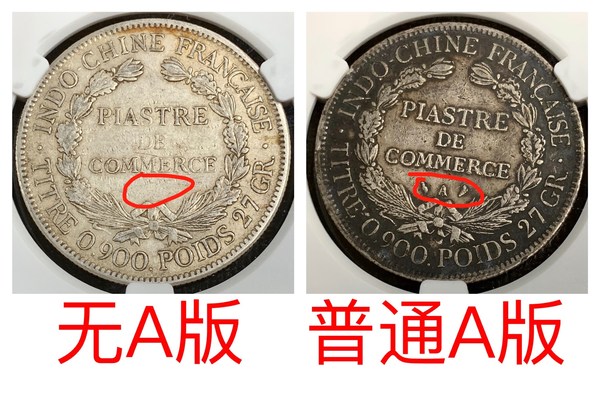 INDO-CHINE FRANÇAISE
PIASTRE
DE
COMMERCE
TITRE 0,900. POIDS 27 GR.
无A版
INDO-CHINE FRANÇAISE
PIASTRE
DE
COMMERCE
A
TITRE 0,900. POIDS 27 GR.
普通A版